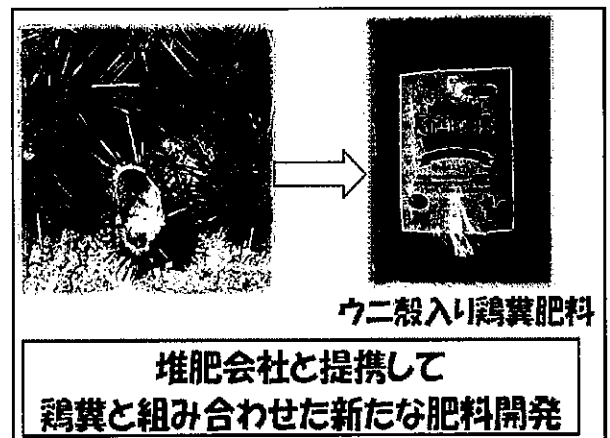 ウニ殻入り鶏糞肥料
堆肥会社と提携して
鶏糞と組み合わせた新たな肥料開発